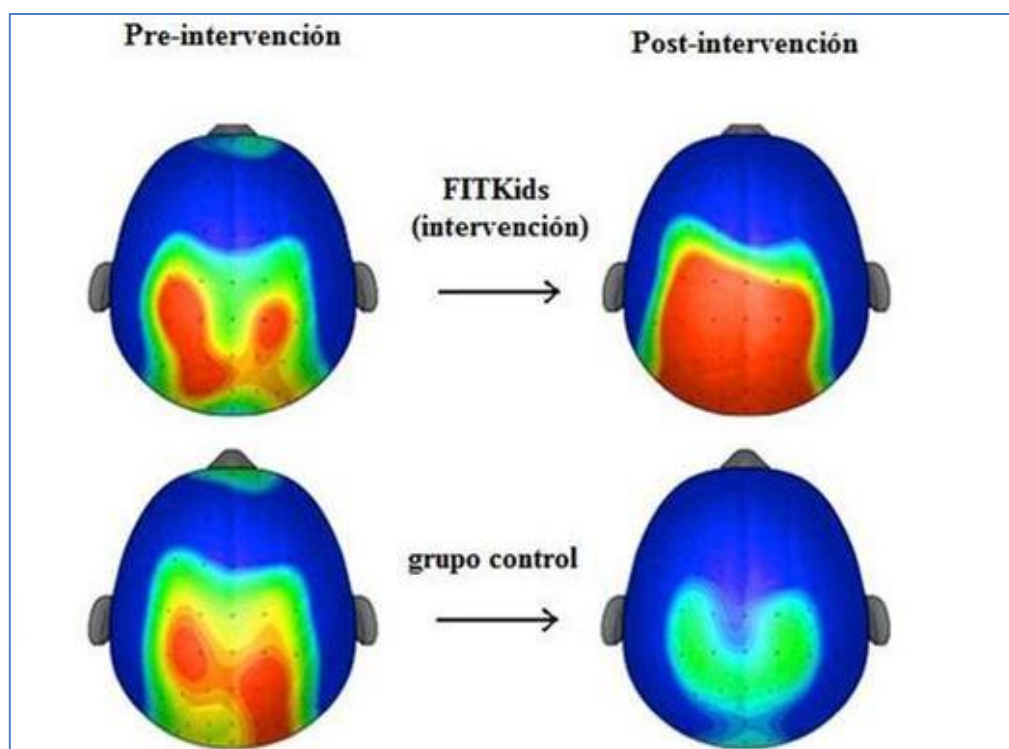 Pre-intervención
Post-intervención
FITKids
(intervención)
grupo control